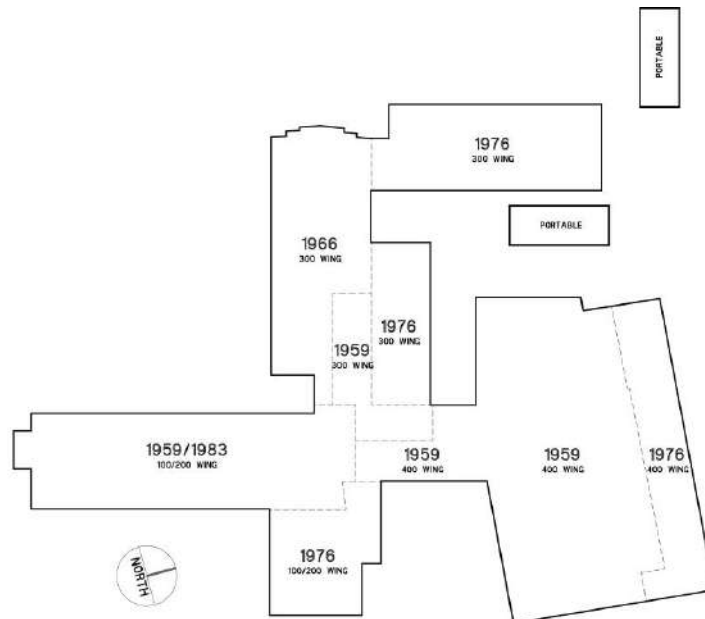 PORTABLE
1976
300 WING
PORTABLE
1966
300 WING
1976
300 WING
1959
300 WING
1959/1983
100/200 WING
1959
400 WING
1959
400 WING
1976
400 WING
1976
100/200 WING
NORTH